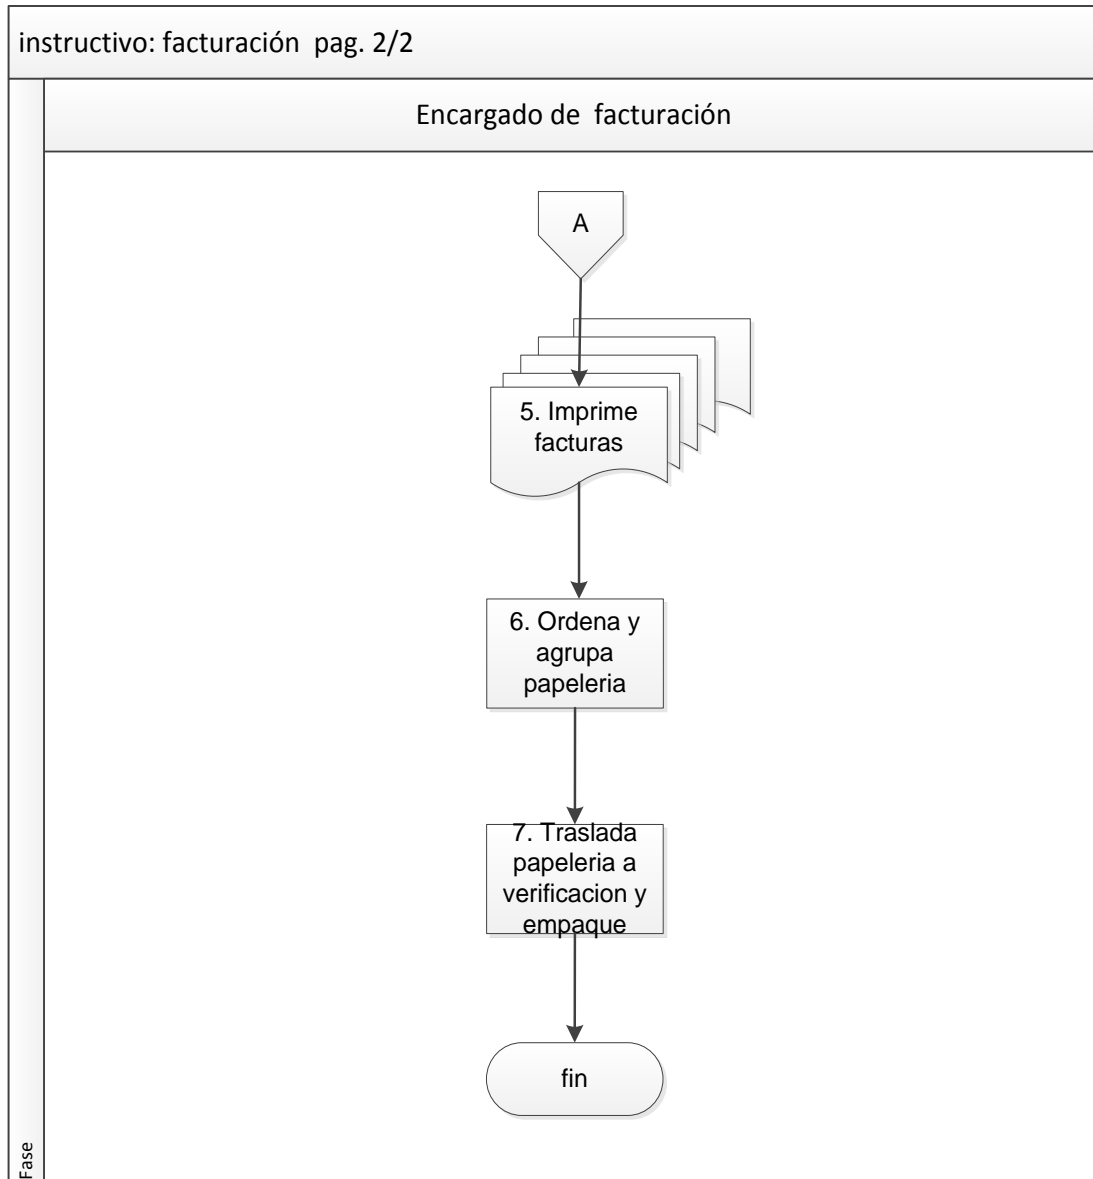 instructivo: facturación  pag. 2/2
Encargado de  facturación
A
5. Imprime
facturas
6. Ordena y
agrupa
papeleria
7. Traslada
papeleria a
verificacion y
empaque
fin
Fase